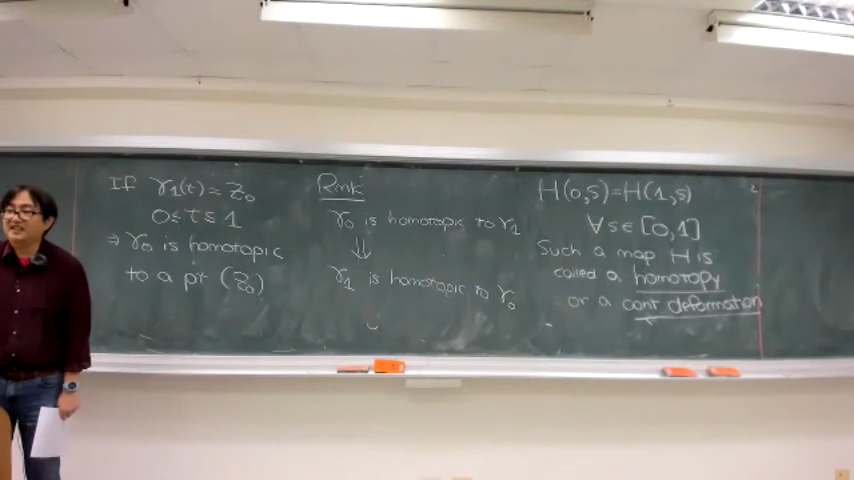 If γ1(t) = z0
0 ≤ t ≤ 1
⇒ γ0 is homotopic
to a pt (z0)
Rmk
γ0 is homotopic to γ1
⇓
γ1 is homotopic to γ0
H(0,s)=H(1,s)
∀s∈[0,1]
Such a map H is
called a homotopy
or a cont deformation